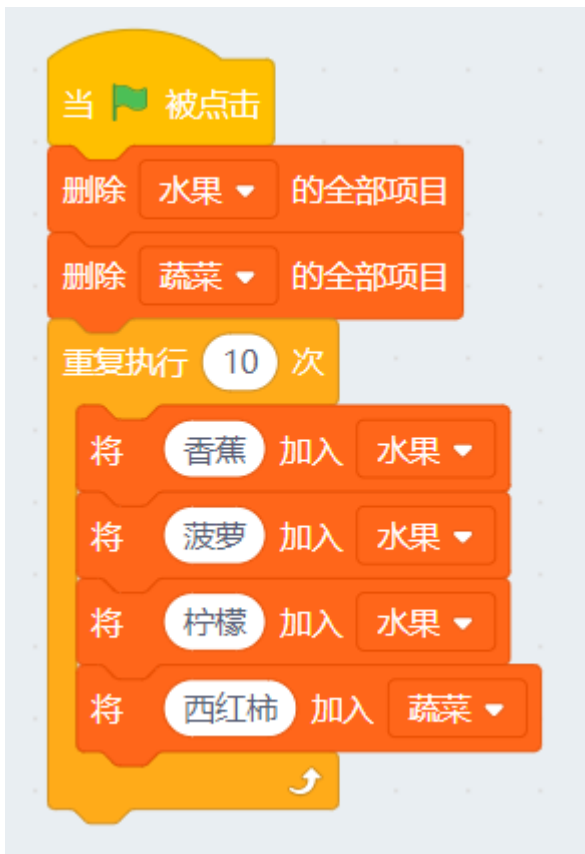 当 被点击
删除 水果 的全部项目
删除 蔬菜 的全部项目
重复执行 10 次
将 香蕉 加入 水果
将 菠萝 加入 水果
将 柠檬 加入 水果
将 西红柿 加入 蔬菜